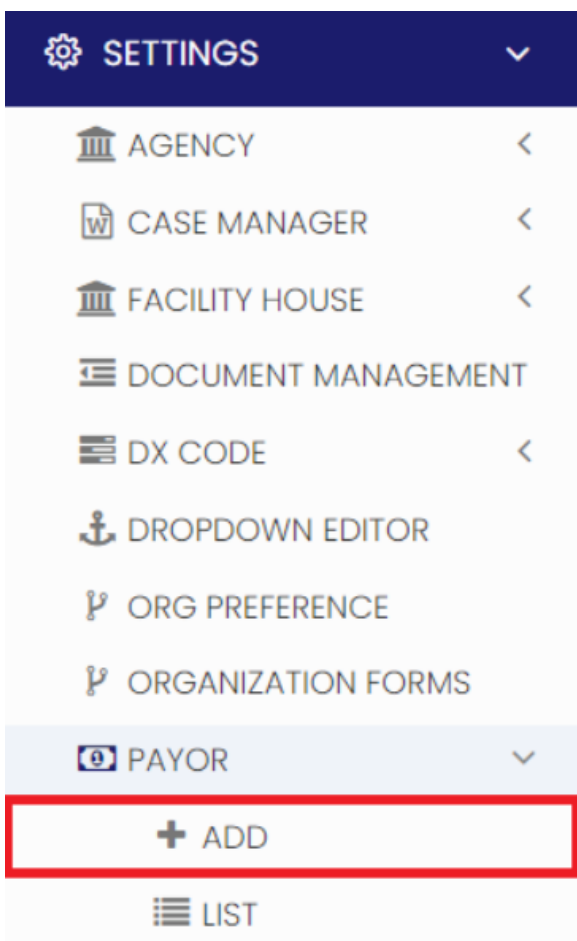 SETTINGS
AGENCY
CASE MANAGER
FACILITY HOUSE
DOCUMENT MANAGEMENT
DX CODE
DROPDOWN EDITOR
ORG PREFERENCE
ORGANIZATION FORMS
PAYOR
ADD
LIST